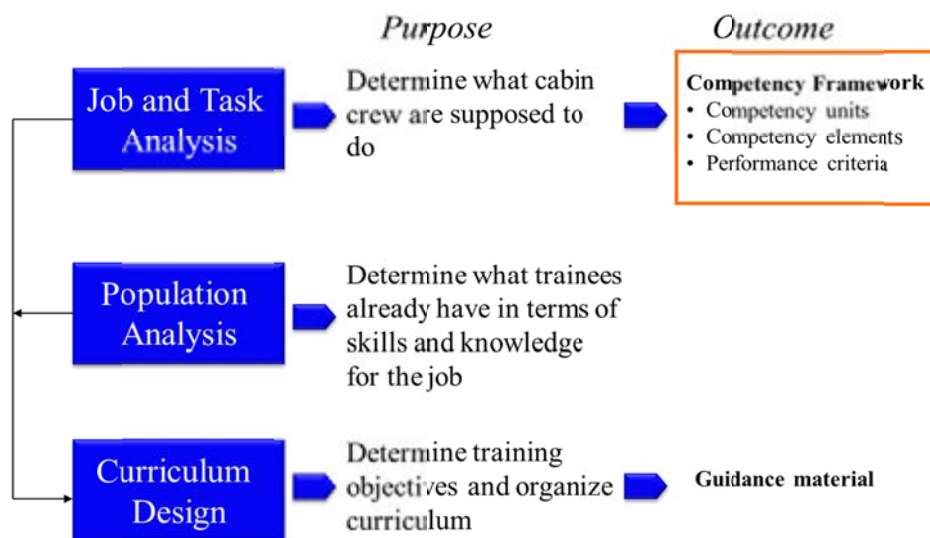 Purpose
Outcome
Job and Task
Analysis
Determine what cabin
crew are supposed to
do
Competency Framework
• Competency units
• Competency elements
• Performance criteria
Population
Analysis
Determine what trainees
already have in terms of
skills and knowledge
for the job
Curriculum
Design
Determine training
objectives and organize
curriculum
Guidance material